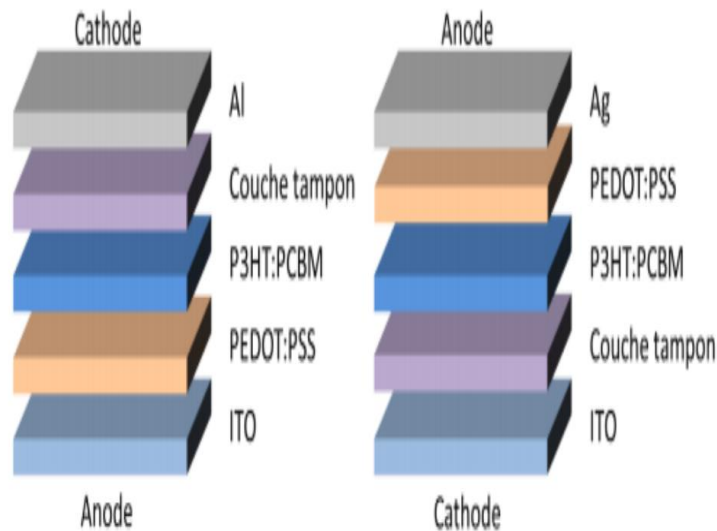 Cathode
Al
Couche tampon
P3HT:PCBM
PEDOT:PSS
ITO
Anode
Anode
Ag
PEDOT:PSS
P3HT:PCBM
Couche tampon
ITO
Cathode